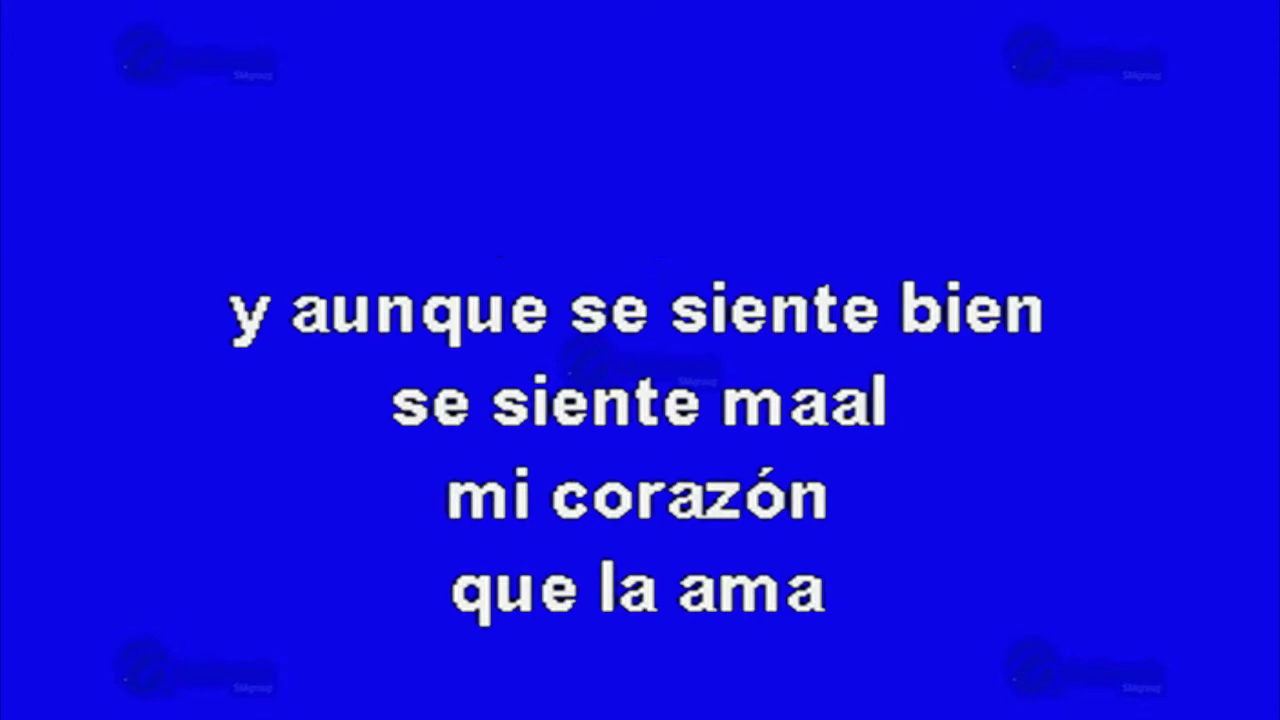 y aunque se siente bien
se siente maal
mi corazón
que la ama